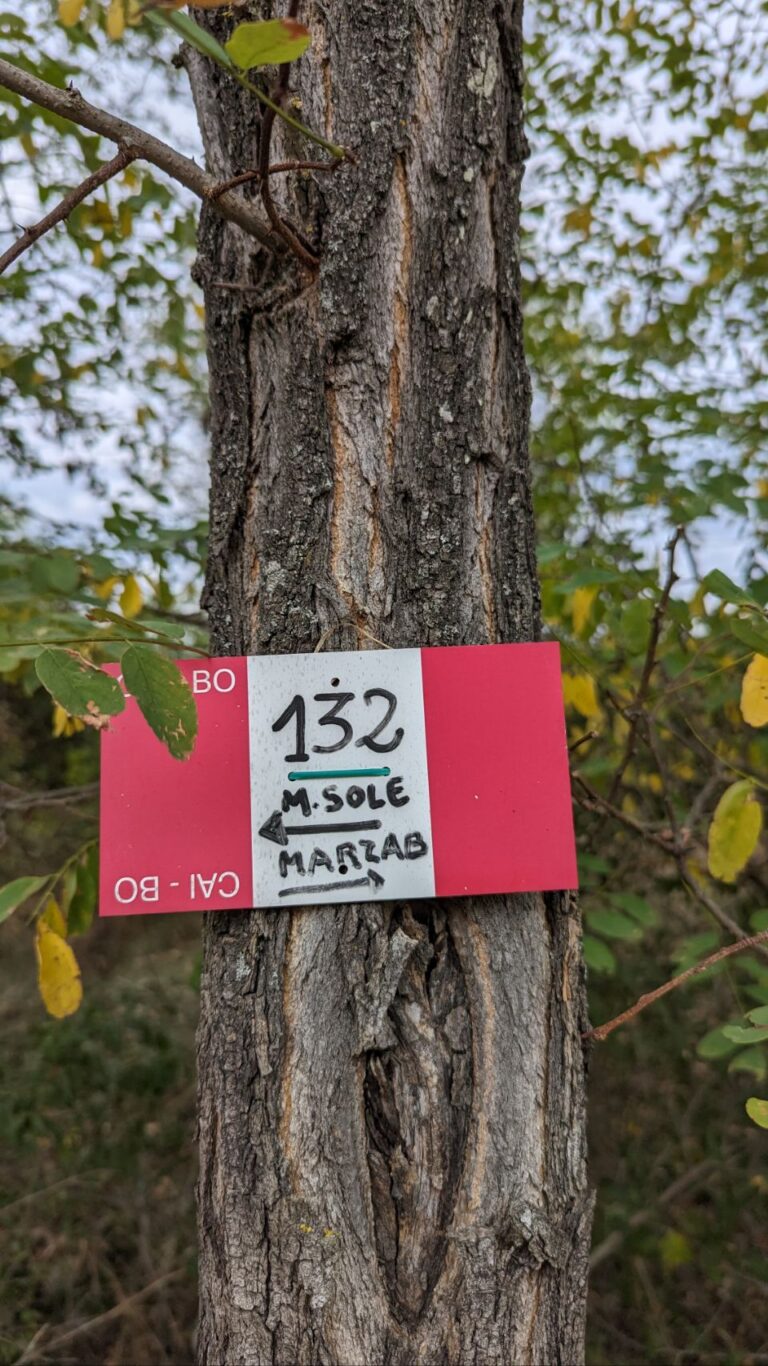 BO
132
M.SOLE
MARZAB
CAI - BO